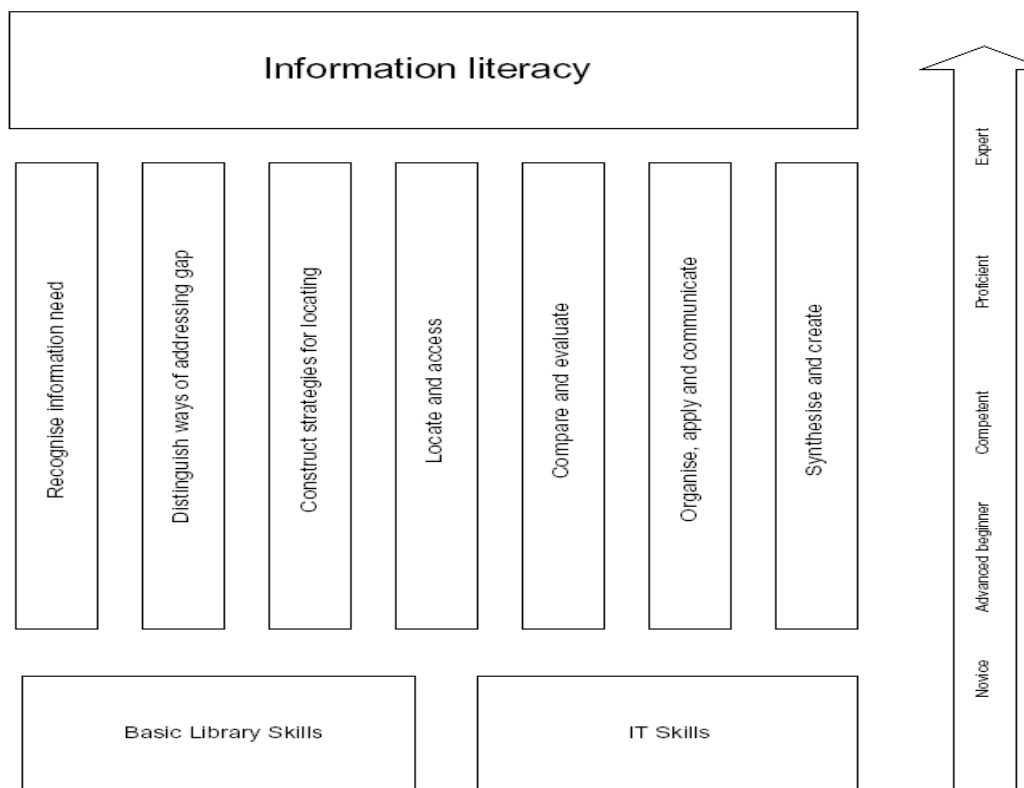 Information literacy
Recognise information need
Distinguish ways of addressing gap
Construct strategies for locating
Locate and access
Compare and evaluate
Organise, apply and communicate
Synthesise and create
Basic Library Skills
IT Skills
Expert
Proficient
Competent
Advanced beginner
Novice